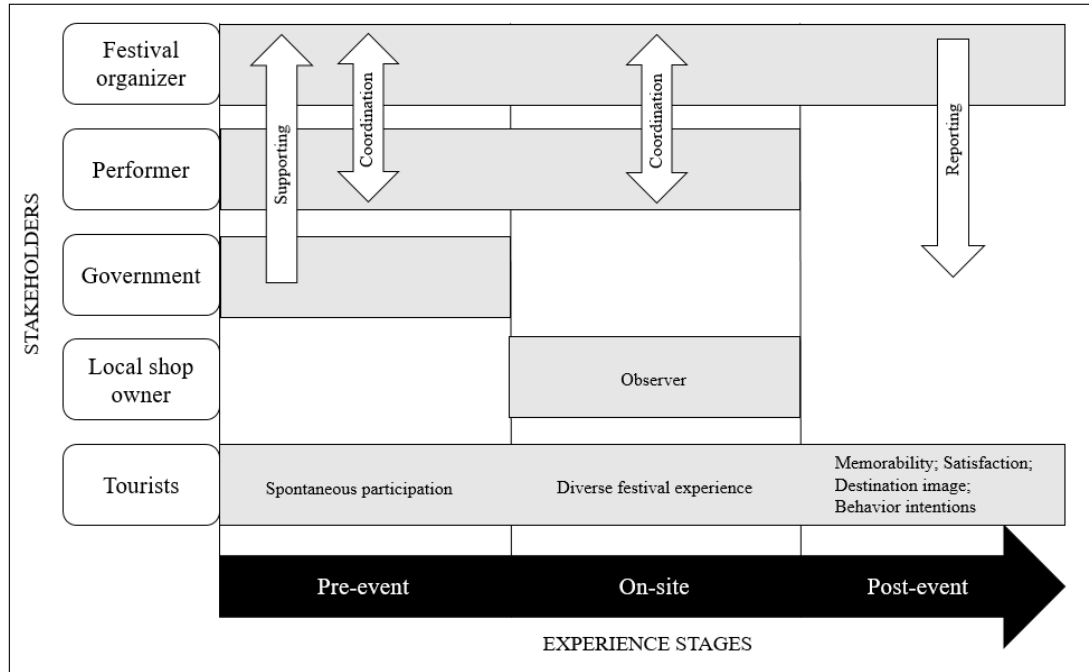 STAKEHOLDERS
Festival
organizer
Supporting
Coordination
Coordination
Reporting
Performer
Government
Local shop
owner
Observer
Tourists
Spontaneous participation
Diverse festival experience
Memorability; Satisfaction;
Destination image;
Behavior intentions
Pre-event
On-site
Post-event
EXPERIENCE STAGES